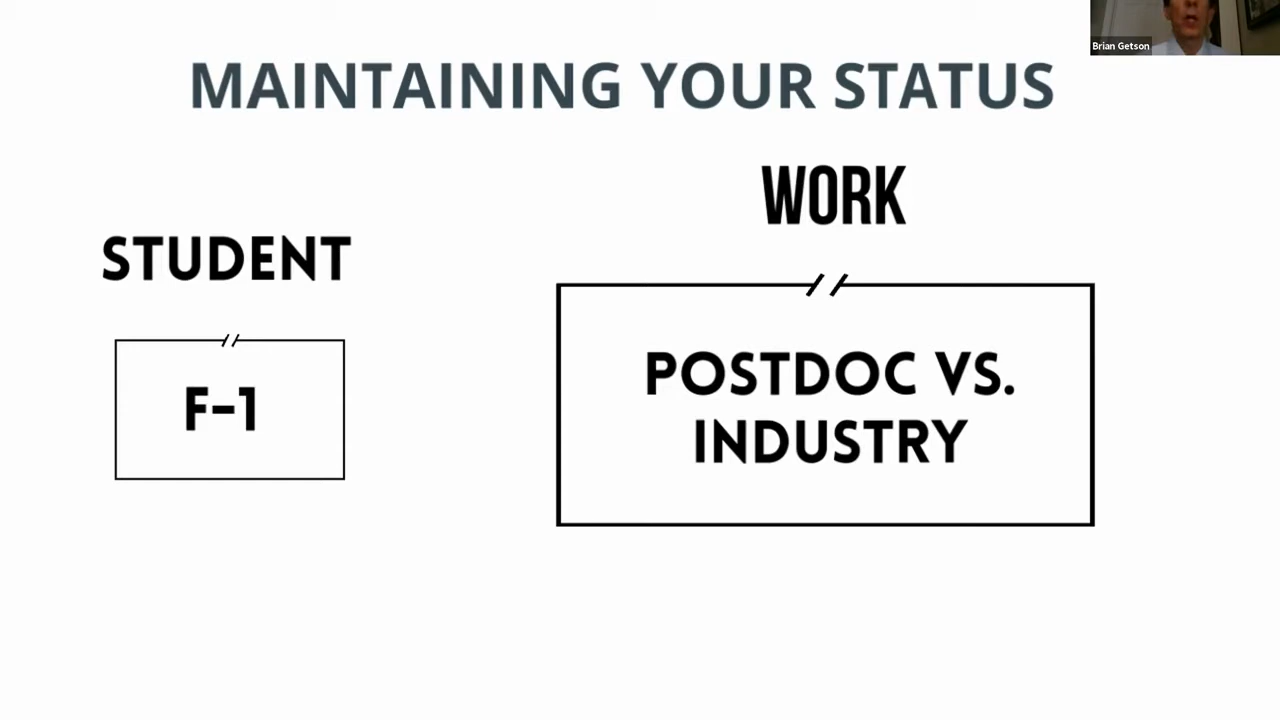 Brian Getson
MAINTAINING YOUR STATUS
WORK
STUDENT
F-1
POSTDOC VS.
INDUSTRY